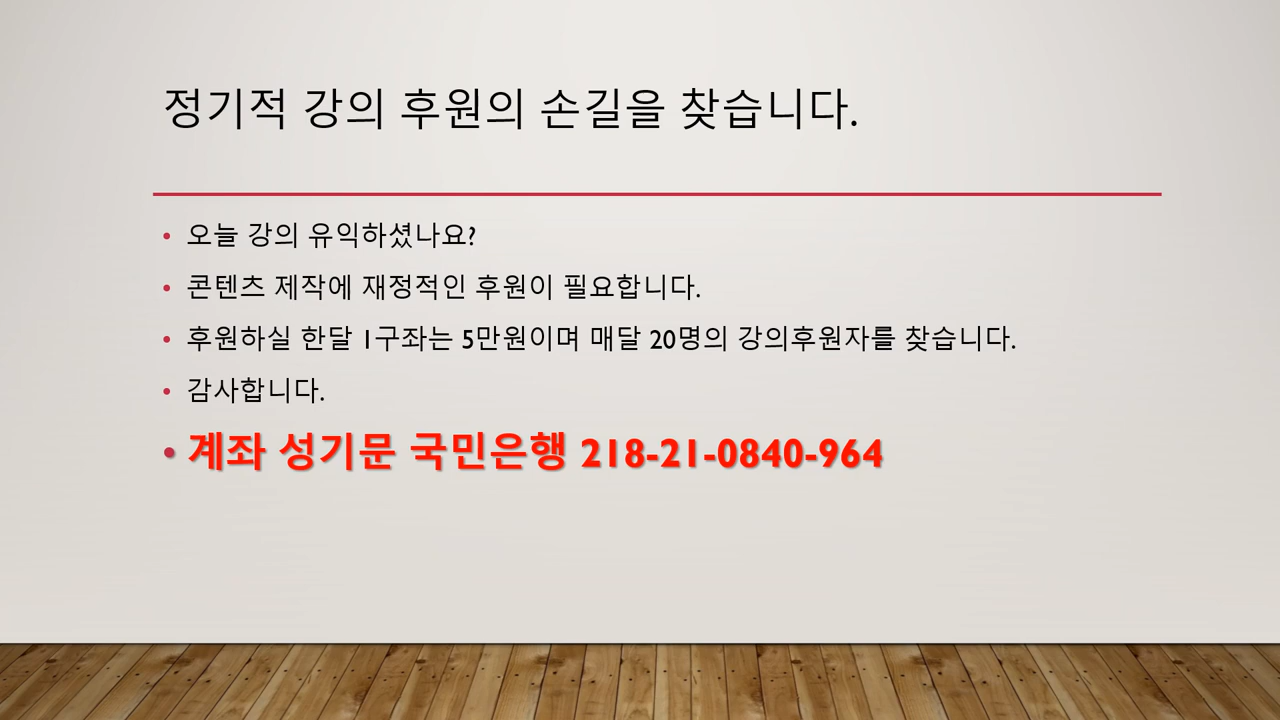 정기적 강의 후원의 손길을 찾습니다.
• 오늘 강의 유익하셨나요?
• 콘텐츠 제작에 재정적인 후원이 필요합니다.
• 후원하실 한달 1구좌는 5만원이며 매달 20명의 강의후원자를 찾습니다.
• 감사합니다.
• 계좌 성기문 국민은행 218-21-0840-964